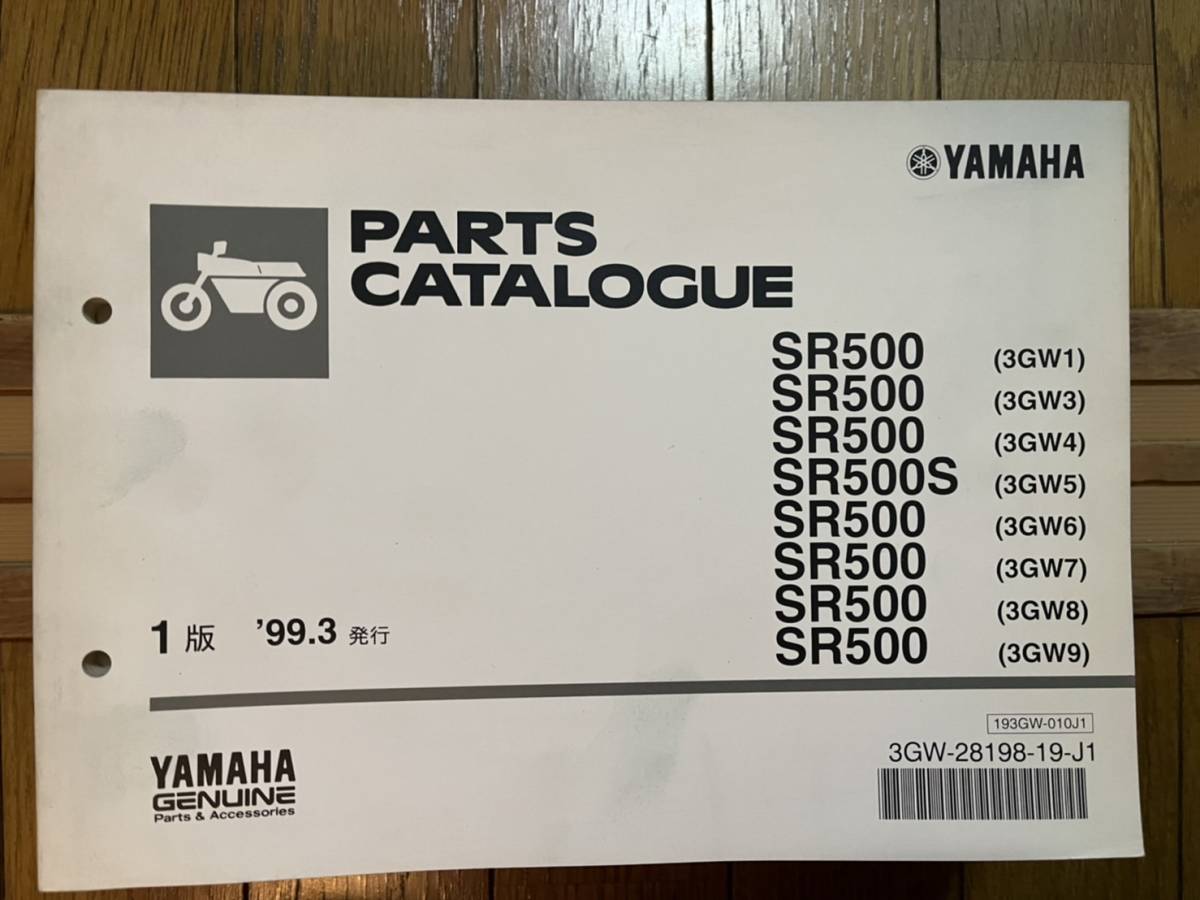 YAMAHA
PARTS
CATALOGUE
SR500 (3GW1)
SR500 (3GW3)
SR500 (3GW4)
SR500S (3GW5)
SR500 (3GW6)
SR500 (3GW7)
SR500 (3GW8)
SR500 (3GW9)
1版 ’99.3 発行
193GW-010J1
3GW-28198-19-J1
YAMAHA
GENUINE
Parts & Accessories